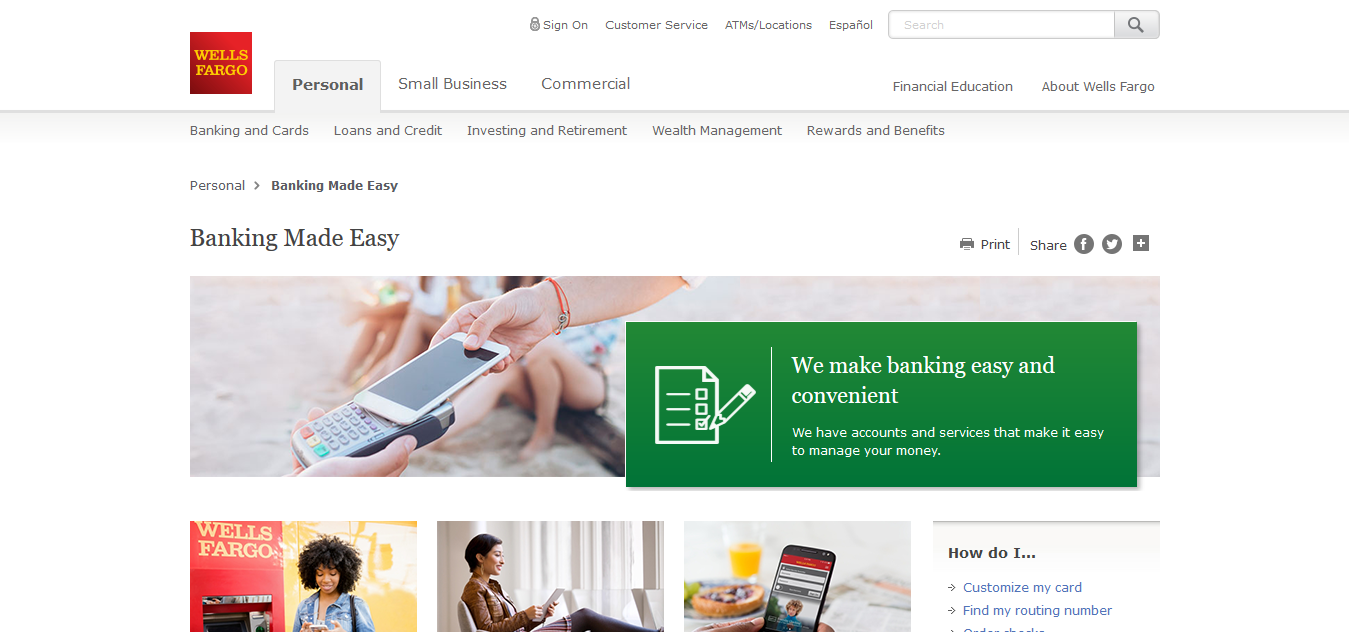 Sign On
Customer Service
ATMs/Locations
Español
Search
WELLS
FARGO
Personal
Small Business
Commercial
Financial Education
About Wells Fargo
Banking and Cards
Loans and Credit
Investing and Retirement
Wealth Management
Rewards and Benefits
Personal
Banking Made Easy
Banking Made Easy
Print
Share
We make banking easy and
convenient
We have accounts and services that make it easy
to manage your money.
WELLS
FARGO
How do I...
Customize my card
Find my routing number
Order checks